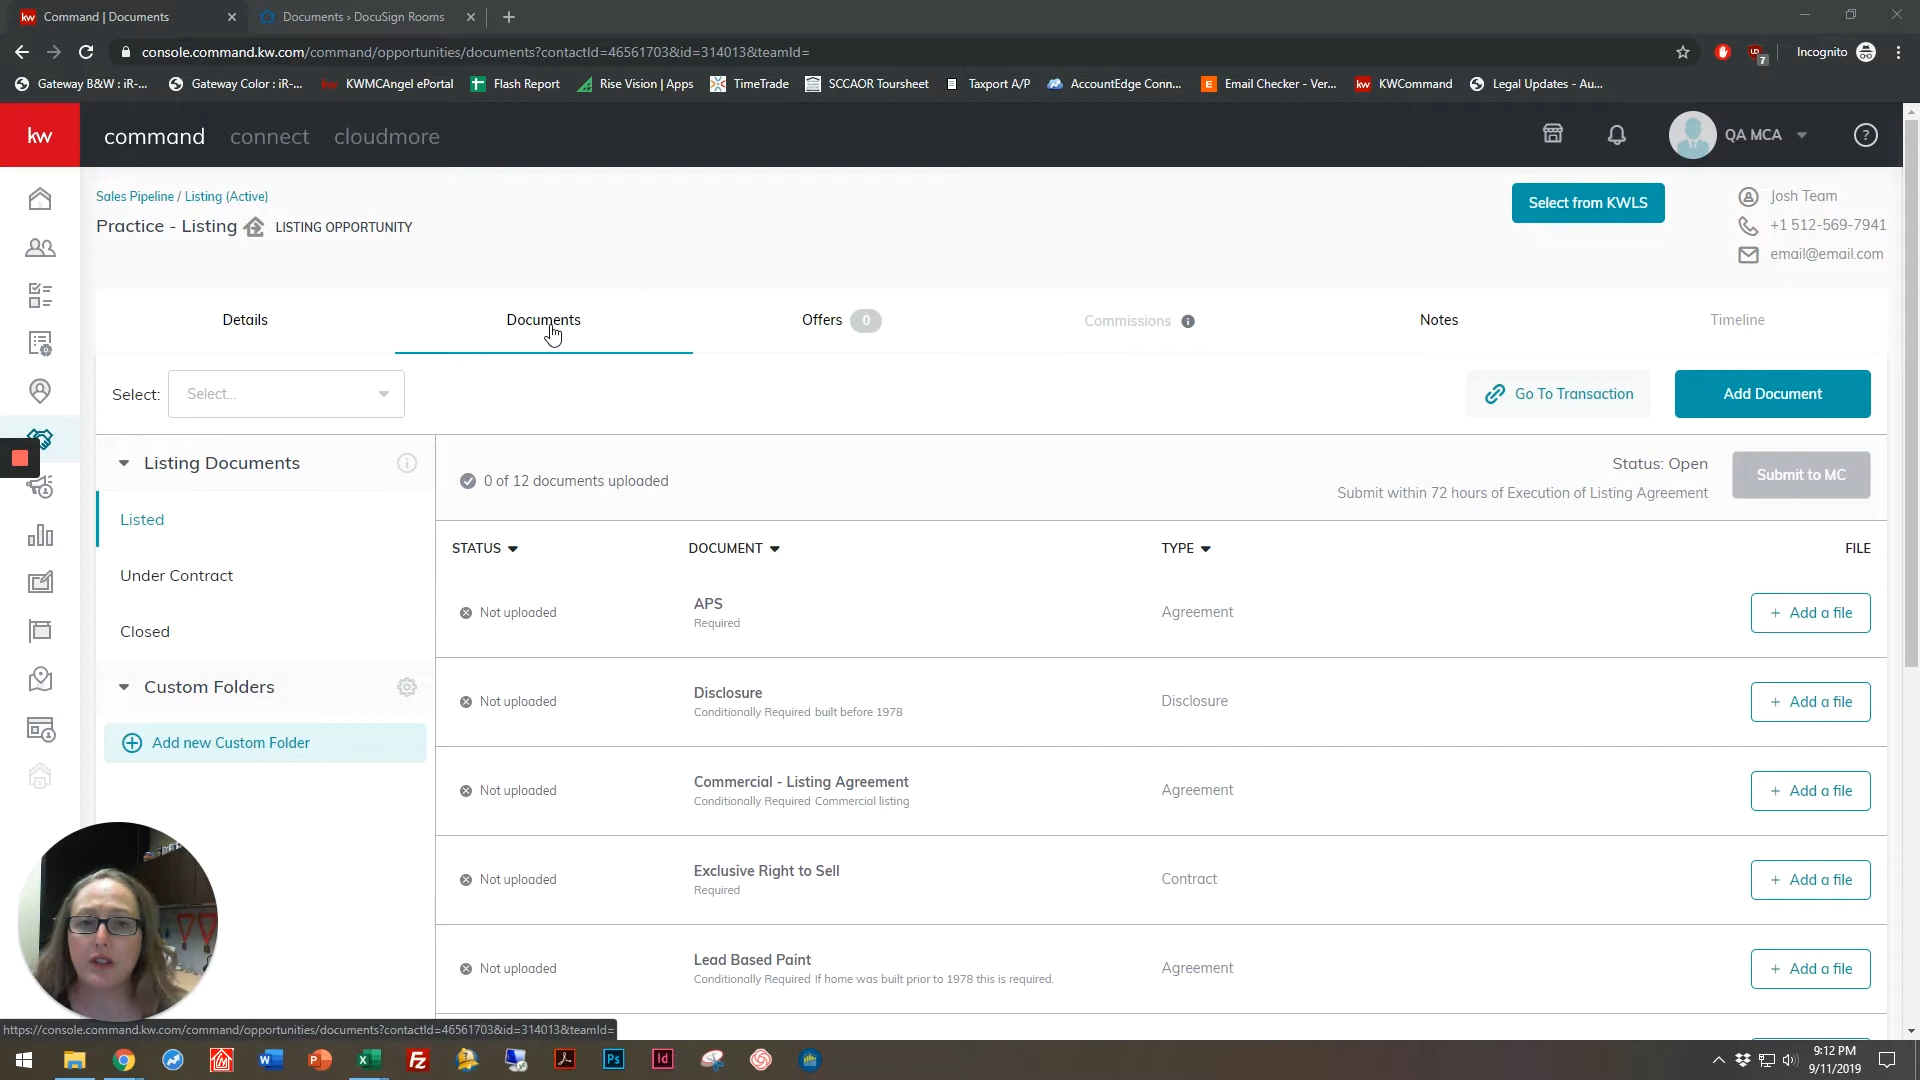 kw Command | Documents
Documents › DocuSign Rooms
console.command.kw.com/command/opportunities/documents?contactId=46561703&id=314013&teamId=
7
Incognito
Gateway B&W : iR-...
Gateway Color : iR-...
kw KWMCAngel ePortal
Flash Report
Rise Vision | Apps
TimeTrade
SCCAOR Toursheet
Taxport A/P
AccountEdge Conn...
E Email Checker - Ver...
kw KWCommand
Legal Updates - Au...
kw
command connect cloudmore
QA MCA
?
Sales Pipeline / Listing (Active)
Practice - Listing
LISTING OPPORTUNITY
Select from KWLS
Josh Team
+1 512-569-7941
email@email.com
Details
Documents
Offers 0
Commissions i
Notes
Timeline
Select: Select...
Go To Transaction
Add Document
Listing Documents
Listed
Under Contract
Closed
Custom Folders
Add new Custom Folder
0 of 12 documents uploaded
Status: Open
Submit within 72 hours of Execution of Listing Agreement
Submit to MC
STATUS DOCUMENT TYPE FILE
Not uploaded
APS
Required
Agreement
+ Add a file
Not uploaded
Disclosure
Conditionally Required built before 1978
Disclosure
+ Add a file
Not uploaded
Commercial - Listing Agreement
Conditionally Required Commercial listing
Agreement
+ Add a file
Not uploaded
Exclusive Right to Sell
Required
Contract
+ Add a file
Not uploaded
Lead Based Paint
Conditionally Required If home was built prior to 1978 this is required.
Agreement
+ Add a file
https://console.command.kw.com/command/opportunities/documents?contactId=46561703&id=314013&teamId=
Ps
Id
9:12 PM
9/11/2019